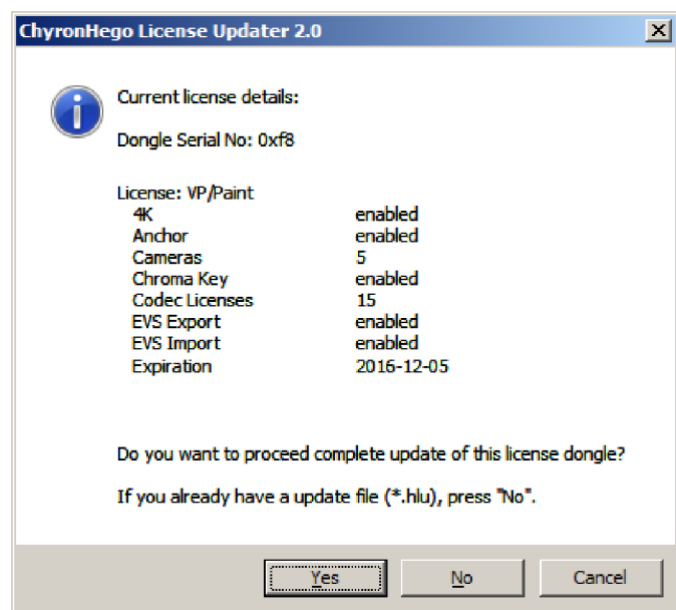 ChyronHego License Updater 2.0
Current license details:
Dongle Serial No: 0xf8
License: VP/Paint
4K enabled
Anchor enabled
Cameras 5
Chroma Key enabled
Codec Licenses 15
EVS Export enabled
EVS Import enabled
Expiration 2016-12-05
Do you want to proceed complete update of this license dongle?
If you already have a update file (*.hlu), press "No".
Yes No Cancel